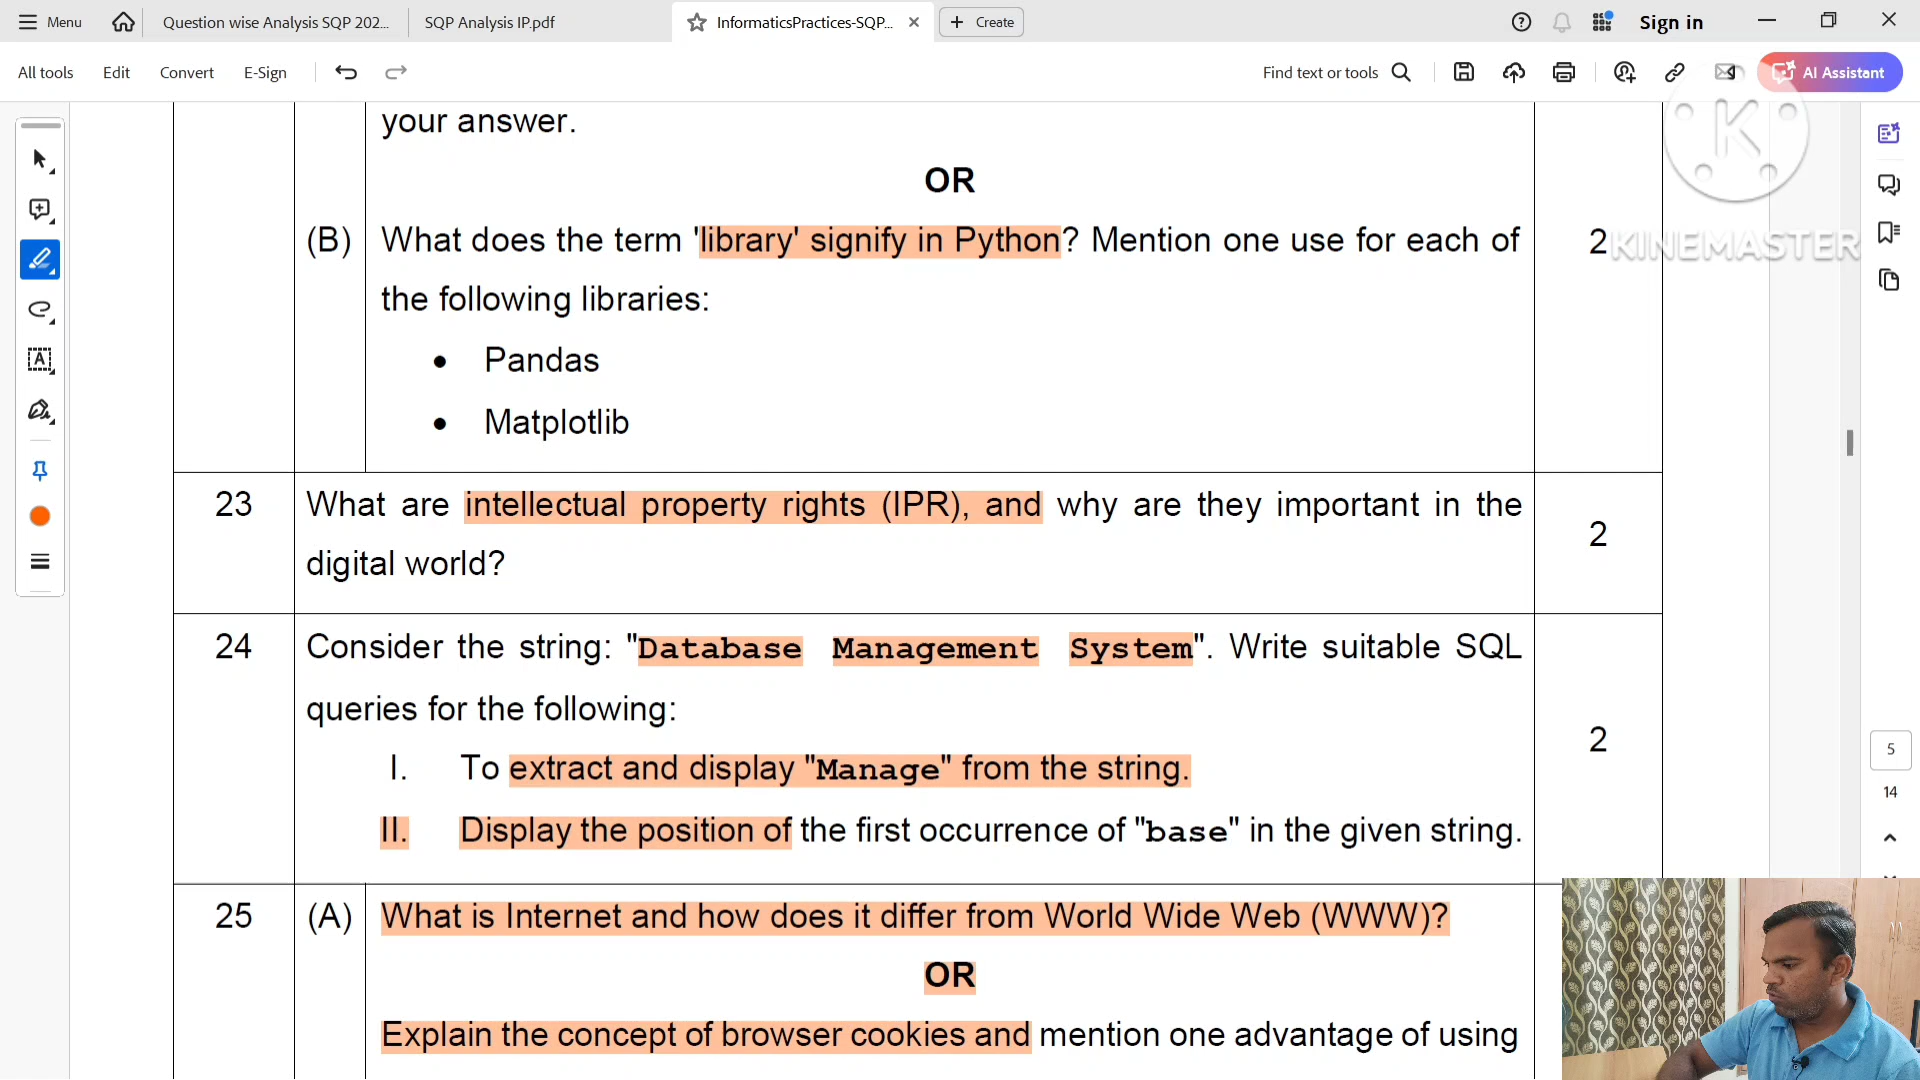 Menu
Question wise Analysis SQP 202...
SQP Analysis IP.pdf
InformaticsPractices-SQP...
Create
Sign in
All tools
Edit
Convert
E-Sign
Find text or tools
AI Assistant
K
KINEMASTER
your answer.
OR
(B) What does the term 'library' signify in Python? Mention one use for each of 2
the following libraries:
• Pandas
• Matplotlib
23 What are intellectual property rights (IPR), and why are they important in the
digital world?
2
24 Consider the string: "Database Management System". Write suitable SQL
queries for the following:
2
I. To extract and display "Manage" from the string.
II. Display the position of the first occurrence of "base" in the given string.
25 (A) What is Internet and how does it differ from World Wide Web (WWW)?
OR
Explain the concept of browser cookies and mention one advantage of using
5
14